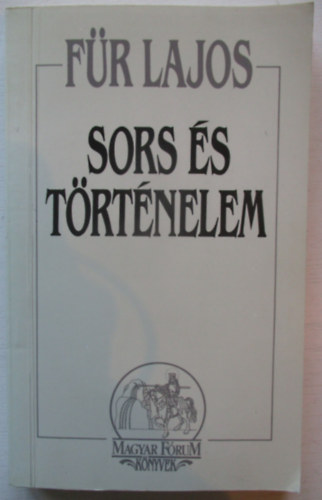 FÜR LAJOS
SORS ÉS
TÖRTÉNELEM
MAGYAR FÓRUM
KÖNYVEK